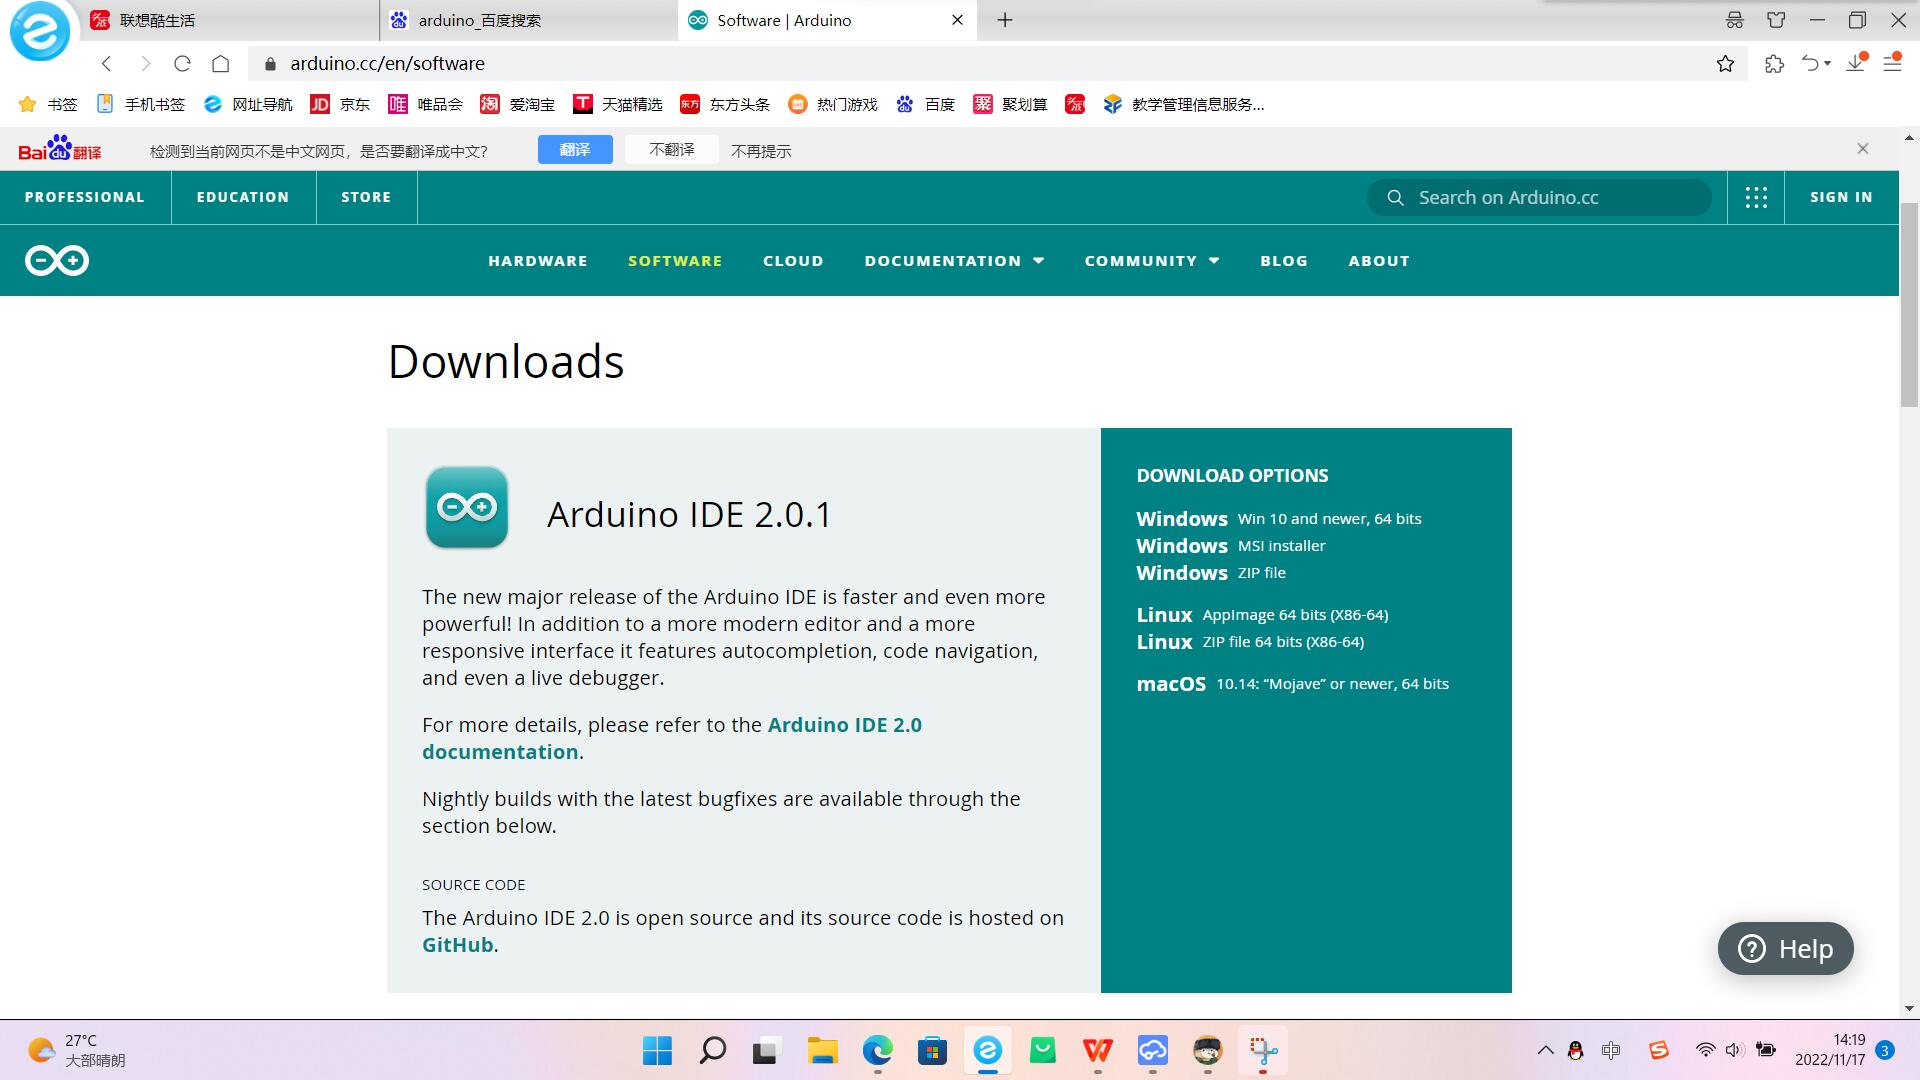 联想酷生活
arduino_百度搜索
Software | Arduino
arduino.cc/en/software
书签
手机书签
网址导航
JD 京东
唯 唯品会
淘 爱淘宝
T 天猫精选
东方 东方头条
热门游戏
百度
聚 聚划算
教学管理信息服务...
Baidu翻译
检测到当前网页不是中文网页，是否要翻译成中文?
翻译
不翻译
不再提示
PROFESSIONAL
EDUCATION
STORE
Search on Arduino.cc
SIGN IN
HARDWARE
SOFTWARE
CLOUD
DOCUMENTATION
COMMUNITY
BLOG
ABOUT
Downloads
Arduino IDE 2.0.1
The new major release of the Arduino IDE is faster and even more
powerful! In addition to a more modern editor and a more
responsive interface it features autocompletion, code navigation,
and even a live debugger.
For more details, please refer to the Arduino IDE 2.0
documentation.
Nightly builds with the latest bugfixes are available through the
section below.
SOURCE CODE
The Arduino IDE 2.0 is open source and its source code is hosted on
GitHub.
DOWNLOAD OPTIONS
Windows Win 10 and newer, 64 bits
Windows MSI installer
Windows ZIP file
Linux AppImage 64 bits (X86-64)
Linux ZIP file 64 bits (X86-64)
macOS 10.14: “Mojave” or newer, 64 bits
Help
27°C
大部晴朗
中
14:19
2022/11/17
3